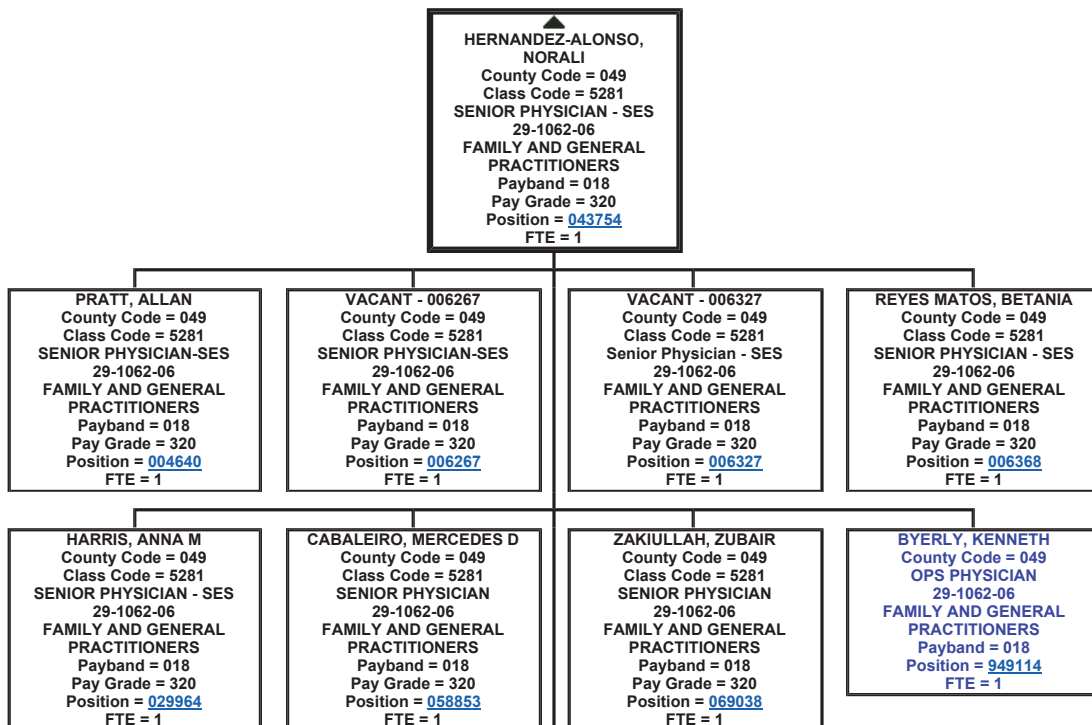 HERNANDEZ-ALONSO,
NORALI
County Code = 049
Class Code = 5281
SENIOR PHYSICIAN - SES
29-1062-06
FAMILY AND GENERAL
PRACTITIONERS
Payband = 018
Pay Grade = 320
Position = 043754
FTE = 1
PRATT, ALLAN
County Code = 049
Class Code = 5281
SENIOR PHYSICIAN-SES
29-1062-06
FAMILY AND GENERAL
PRACTITIONERS
Payband = 018
Pay Grade = 320
Position = 004640
FTE = 1
VACANT - 006267
County Code = 049
Class Code = 5281
SENIOR PHYSICIAN-SES
29-1062-06
FAMILY AND GENERAL
PRACTITIONERS
Payband = 018
Pay Grade = 320
Position = 006267
FTE = 1
VACANT - 006327
County Code = 049
Class Code = 5281
Senior Physician - SES
29-1062-06
FAMILY AND GENERAL
PRACTITIONERS
Payband = 018
Pay Grade = 320
Position = 006327
FTE = 1
REYES MATOS, BETANIA
County Code = 049
Class Code = 5281
SENIOR PHYSICIAN - SES
29-1062-06
FAMILY AND GENERAL
PRACTITIONERS
Payband = 018
Pay Grade = 320
Position = 006368
FTE = 1
HARRIS, ANNA M
County Code = 049
Class Code = 5281
SENIOR PHYSICIAN - SES
29-1062-06
FAMILY AND GENERAL
PRACTITIONERS
Payband = 018
Pay Grade = 320
Position = 029964
FTE = 1
CABALEIRO, MERCEDES D
County Code = 049
Class Code = 5281
SENIOR PHYSICIAN
29-1062-06
FAMILY AND GENERAL
PRACTITIONERS
Payband = 018
Pay Grade = 320
Position = 058853
FTE = 1
ZAKIULLAH, ZUBAIR
County Code = 049
Class Code = 5281
SENIOR PHYSICIAN
29-1062-06
FAMILY AND GENERAL
PRACTITIONERS
Payband = 018
Pay Grade = 320
Position = 069038
FTE = 1
BYERLY, KENNETH
County Code = 049
OPS PHYSICIAN
29-1062-06
FAMILY AND GENERAL
PRACTITIONERS
Payband = 018
Position = 949114
FTE = 1